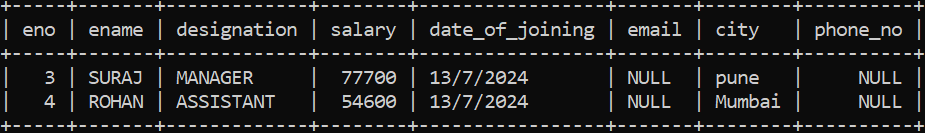 | eno | ename | designation | salary | date_of_joining | email | city | phone_no |
| 3 | SURAJ | MANAGER | 77700 | 13/7/2024 | NULL | pune | NULL |
| 4 | ROHAN | ASSISTANT | 54600 | 13/7/2024 | NULL | Mumbai | NULL |